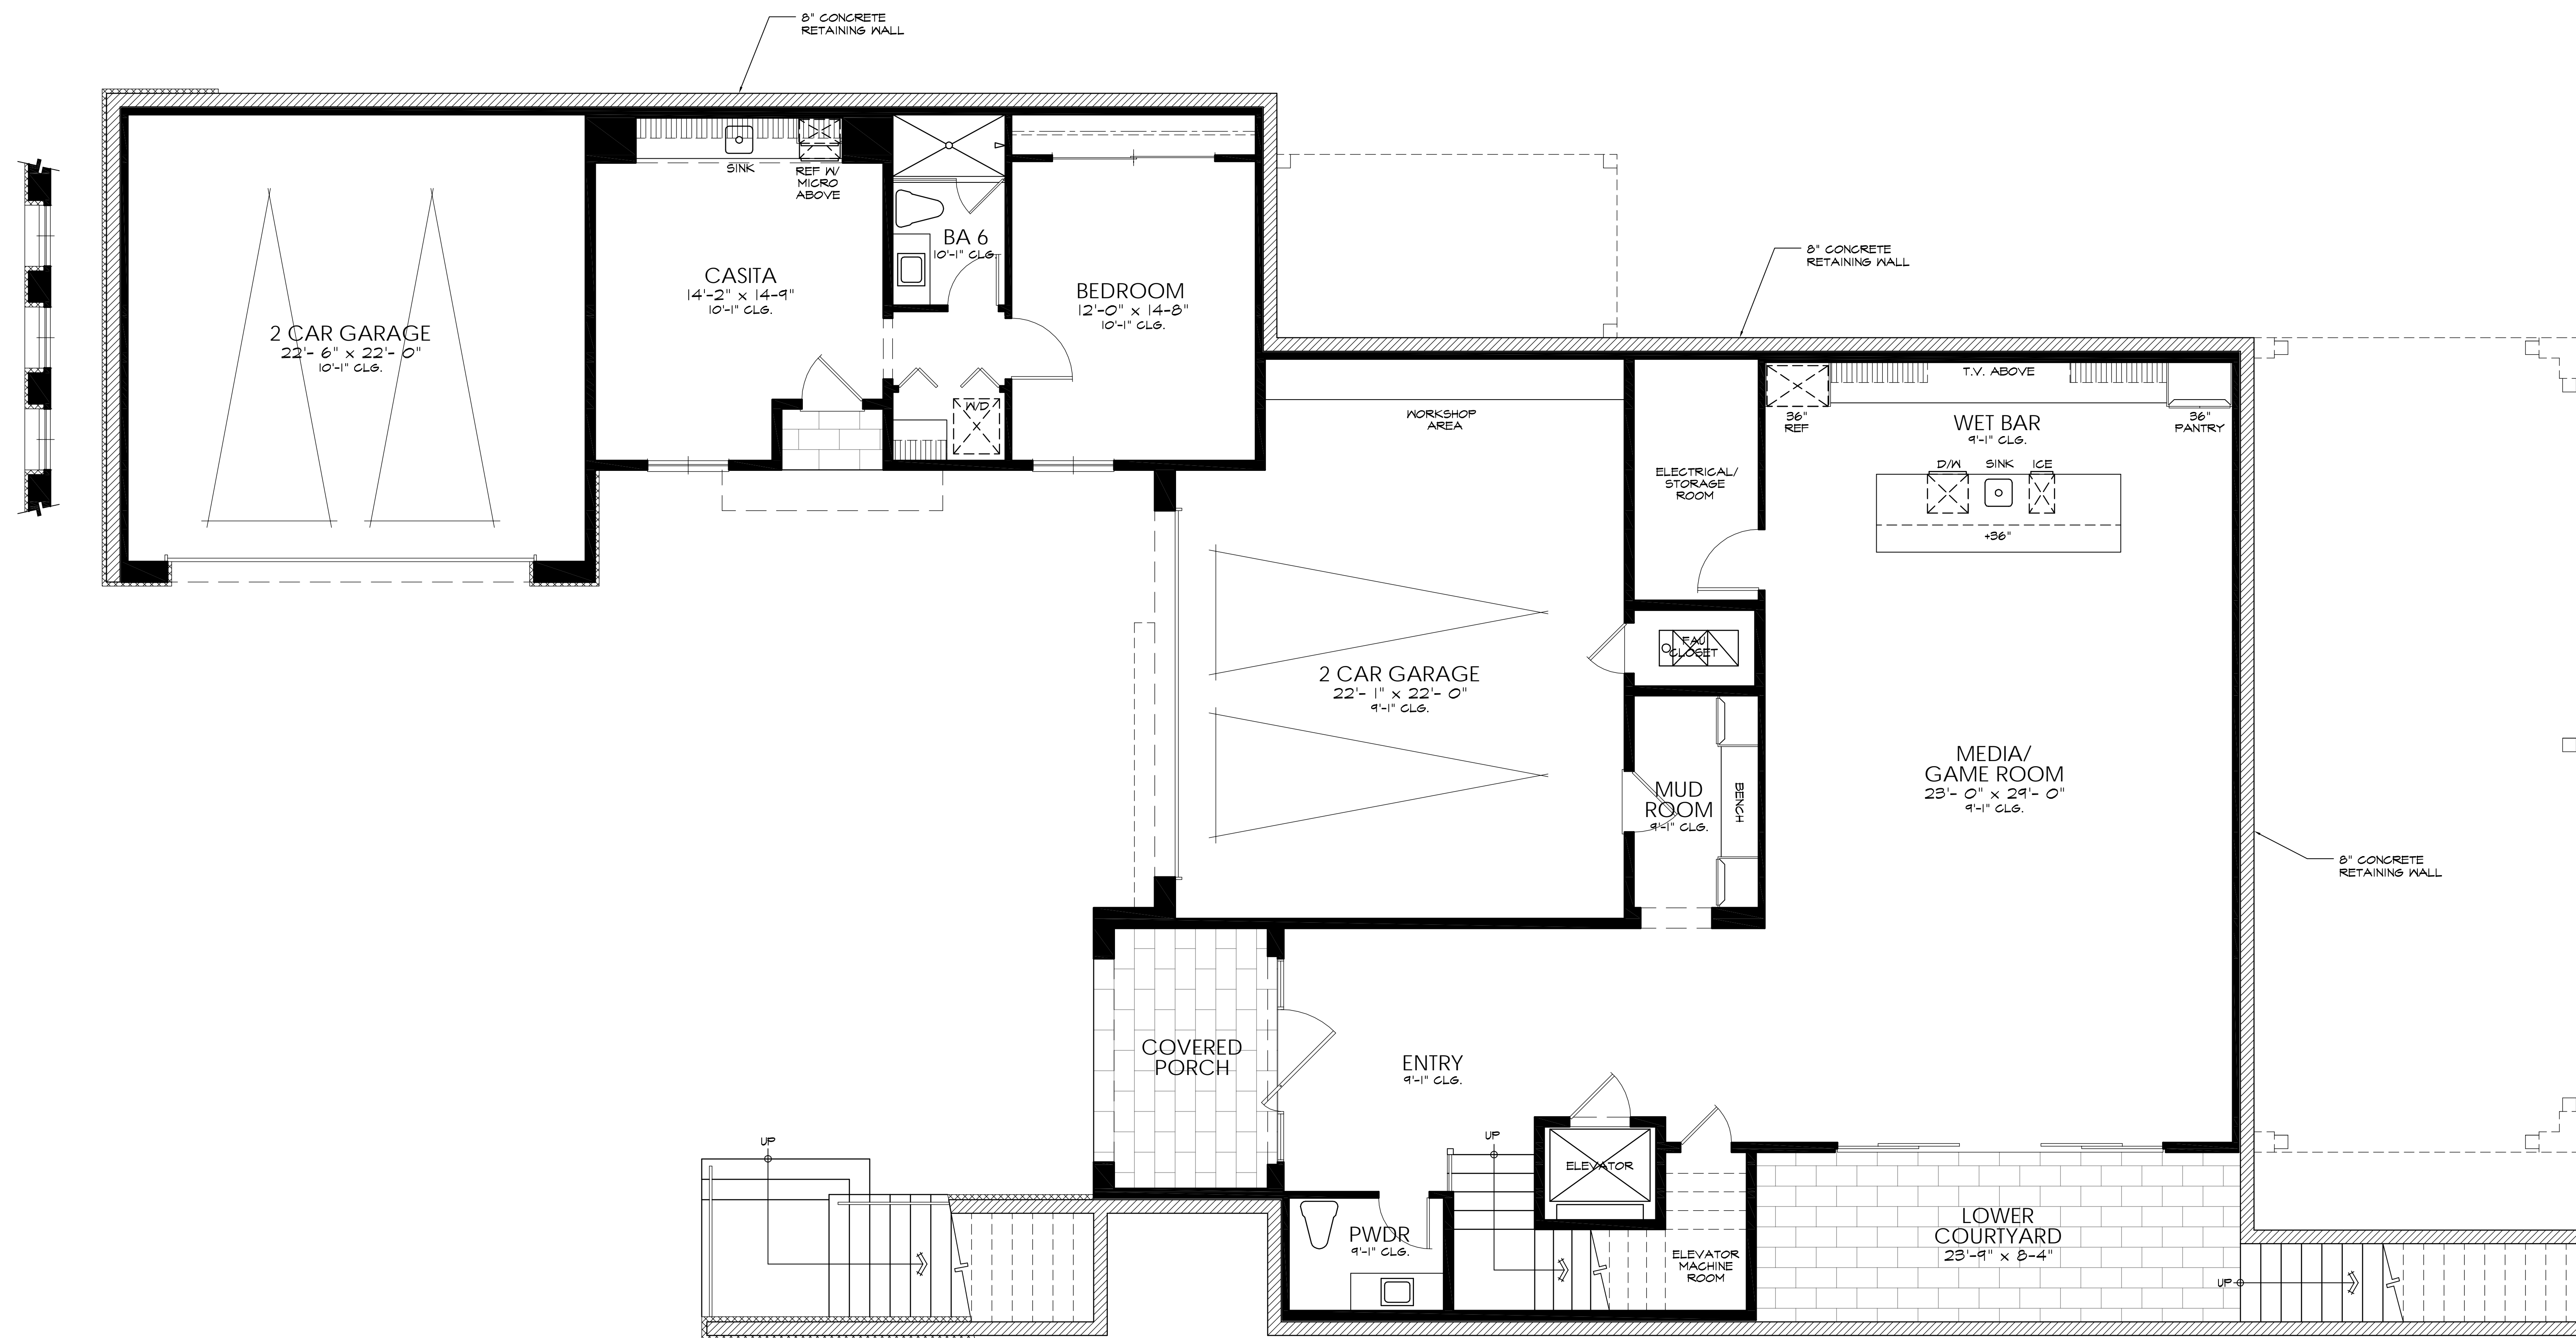 8" CONCRETE
RETAINING WALL
SINK
REF W/
MICRO
ABOVE
BA 6
10'-1" CLG.
8" CONCRETE
RETAINING WALL
CASITA
14'-2" x 14-9"
10'-1" CLG.
BEDROOM
12'-0" x 14-8"
10'-1" CLG.
2 CAR GARAGE
22'- 6" x 22'- 0"
10'-1" CLG.
W/D
WORKSHOP
AREA
T.V. ABOVE
36"
REF
WET BAR
9'-1" CLG.
36"
PANTRY
D/W
SINK
ICE
+36"
ELECTRICAL/
STORAGE
ROOM
FAU
CLOSET
2 CAR GARAGE
22'- 1" x 22'- 0"
9'-1" CLG.
MUD
ROOM
9'-1" CLG.
BENCH
MEDIA/
GAME ROOM
23'- 0" x 29'- 0"
9'-1" CLG.
8" CONCRETE
RETAINING WALL
COVERED
PORCH
ENTRY
9'-1" CLG.
UP
UP
ELEVATOR
PWDR
9'-1" CLG.
ELEVATOR
MACHINE
ROOM
LOWER
COURTYARD
23'-9" x 8-4"
UP